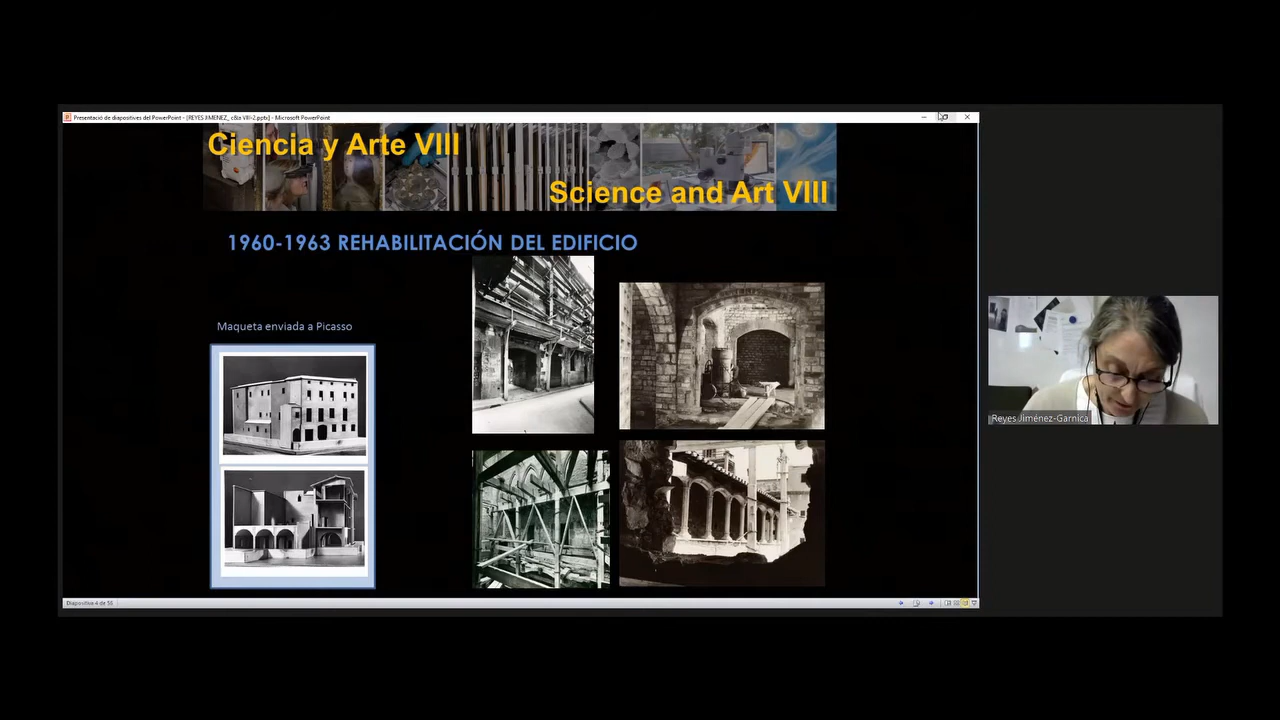 Presentació de diapositives del PowerPoint - [REYES JIMENEZ_ c&a VIII-2.pptx] - Microsoft PowerPoint
Ciencia y Arte VIII
Science and Art VIII
1960-1963 REHABILITACIÓN DEL EDIFICIO
Maqueta enviada a Picasso
Reyes Jiménez-Garnica
Diapositiva 4 de 56